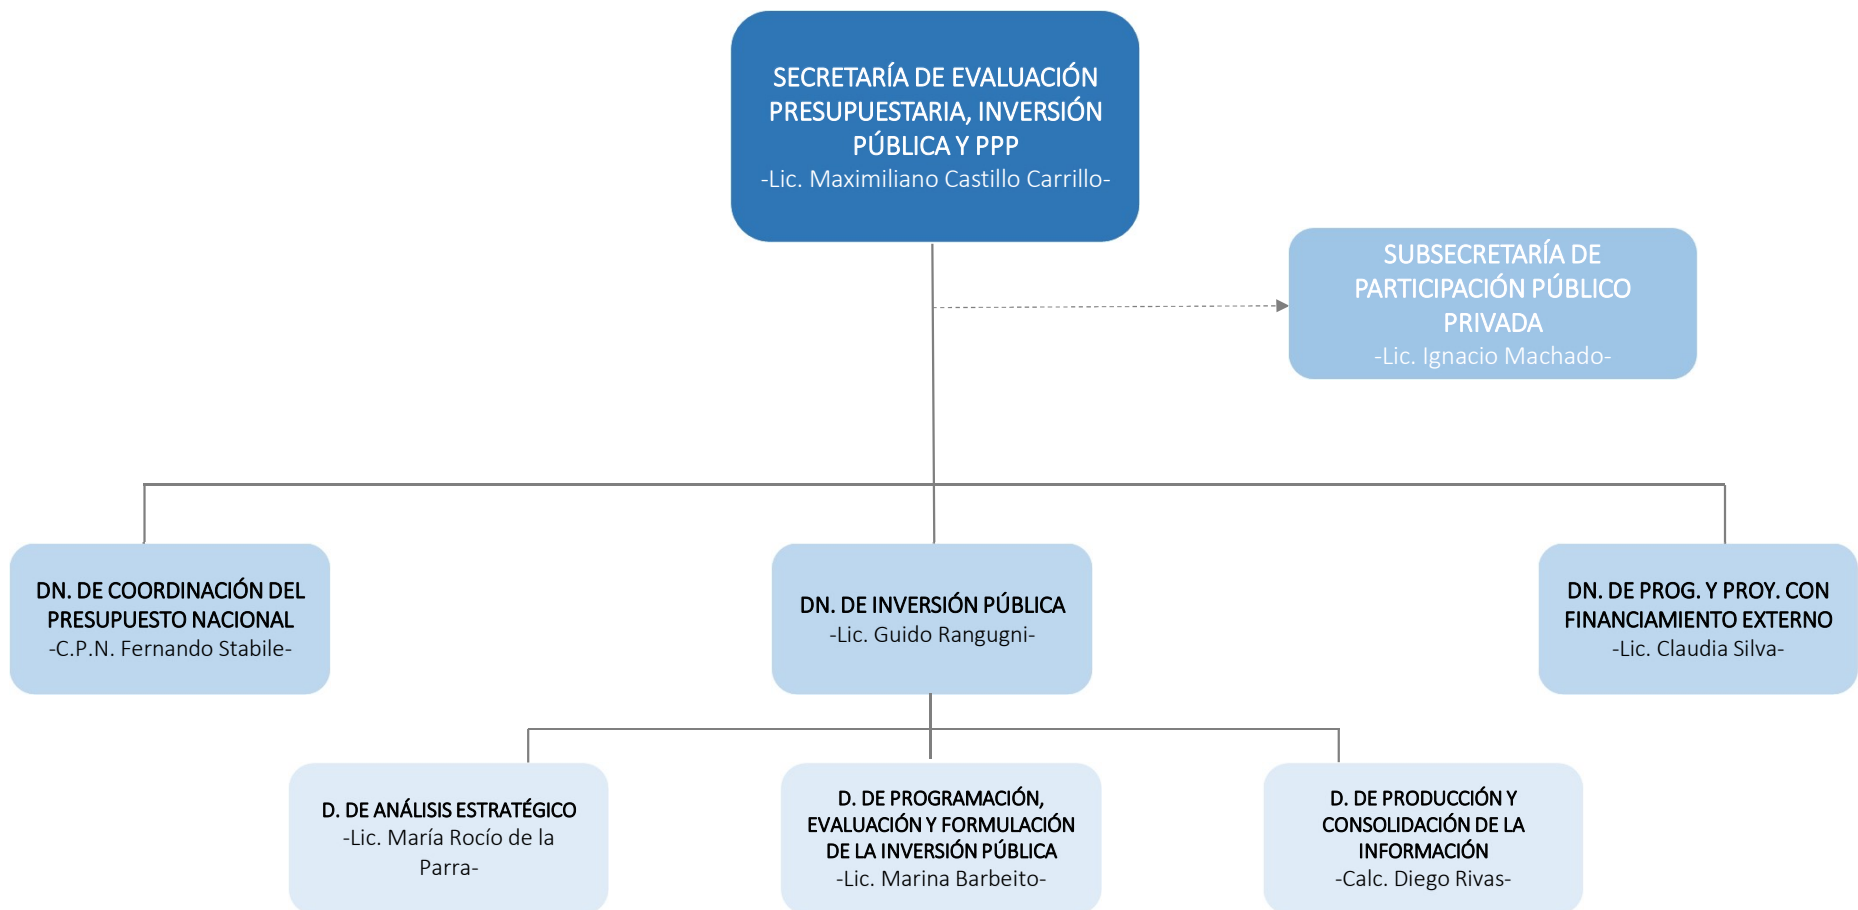 SECRETARÍA DE EVALUACIÓN
PRESUPUESTARIA, INVERSIÓN
PÚBLICA Y PPP
-Lic. Maximiliano Castillo Carrillo-
SUBSECRETARÍA DE
PARTICIPACIÓN PÚBLICO
PRIVADA
-Lic. Ignacio Machado-
DN. DE COORDINACIÓN DEL
PRESUPUESTO NACIONAL
-C.P.N. Fernando Stabile-
DN. DE INVERSIÓN PÚBLICA
-Lic. Guido Rangugni-
DN. DE PROG. Y PROY. CON
FINANCIAMIENTO EXTERNO
-Lic. Claudia Silva-
D. DE ANÁLISIS ESTRATÉGICO
-Lic. María Rocío de la
Parra-
D. DE PROGRAMACIÓN,
EVALUACIÓN Y FORMULACIÓN
DE LA INVERSIÓN PÚBLICA
-Lic. Marina Barbeito-
D. DE PRODUCCIÓN Y
CONSOLIDACIÓN DE LA
INFORMACIÓN
-Calc. Diego Rivas-